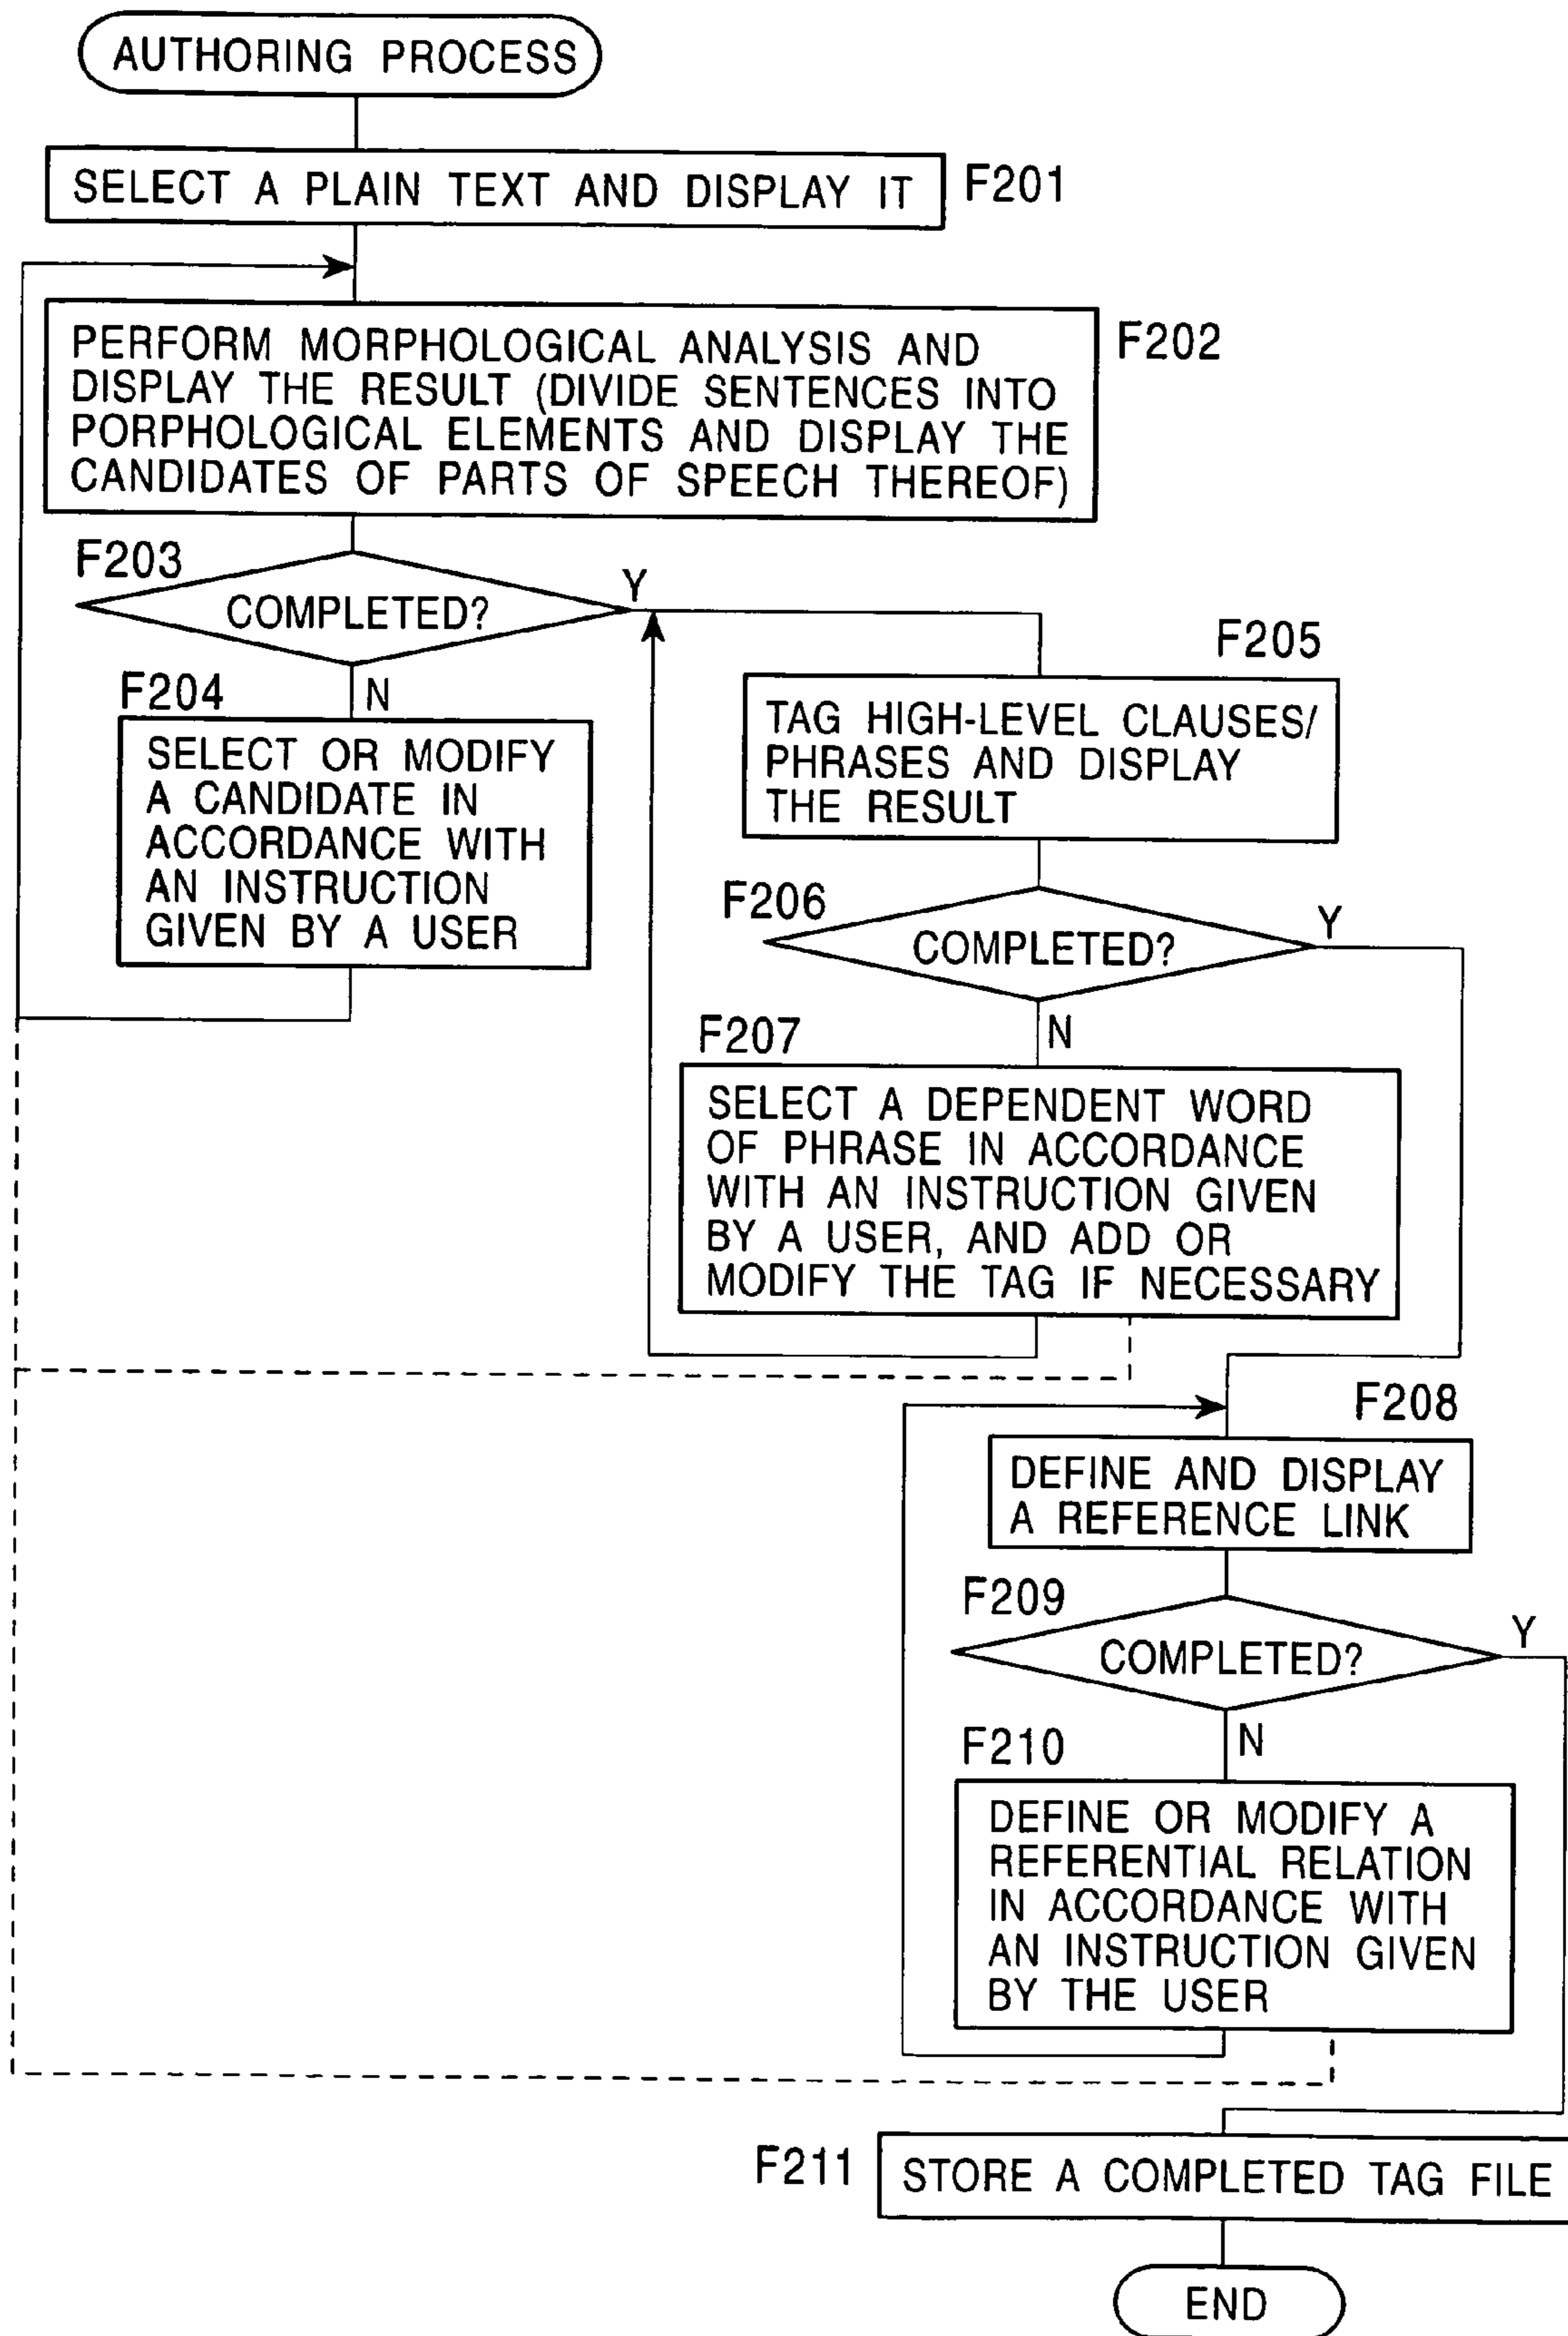 AUTHORING PROCESS
SELECT A PLAIN TEXT AND DISPLAY IT
F201
PERFORM MORPHOLOGICAL ANALYSIS AND
DISPLAY THE RESULT (DIVIDE SENTENCES INTO
PORPHOLOGICAL ELEMENTS AND DISPLAY THE
CANDIDATES OF PARTS OF SPEECH THEREOF)
F202
F203
COMPLETED?
Y
N
F204
SELECT OR MODIFY
A CANDIDATE IN
ACCORDANCE WITH
AN INSTRUCTION
GIVEN BY A USER
F205
TAG HIGH-LEVEL CLAUSES/
PHRASES AND DISPLAY
THE RESULT
F206
COMPLETED?
Y
N
F207
SELECT A DEPENDENT WORD
OF PHRASE IN ACCORDANCE
WITH AN INSTRUCTION GIVEN
BY A USER, AND ADD OR
MODIFY THE TAG IF NECESSARY
F208
DEFINE AND DISPLAY
A REFERENCE LINK
F209
COMPLETED?
Y
N
F210
DEFINE OR MODIFY A
REFERENTIAL RELATION
IN ACCORDANCE WITH
AN INSTRUCTION GIVEN
BY THE USER
F211
STORE A COMPLETED TAG FILE
END